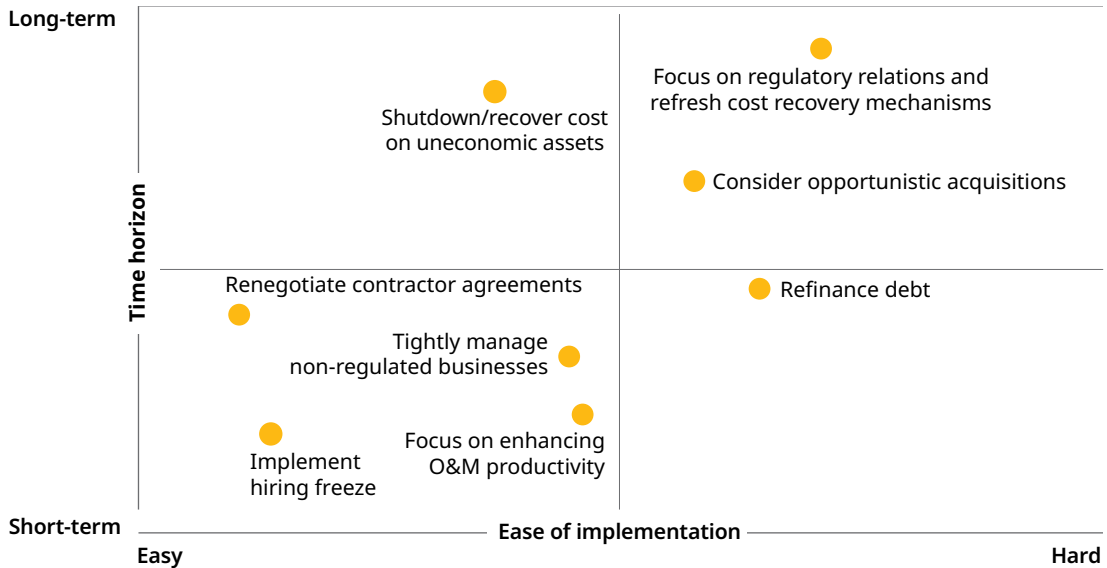 Long-term
Focus on regulatory relations and
refresh cost recovery mechanisms
Shutdown/recover cost
on uneconomic assets
Consider opportunistic acquisitions
Time horizon
Renegotiate contractor agreements
Refinance debt
Tightly manage
non-regulated businesses
Focus on enhancing
O&M productivity
Implement
hiring freeze
Short-term
Ease of implementation
Easy
Hard